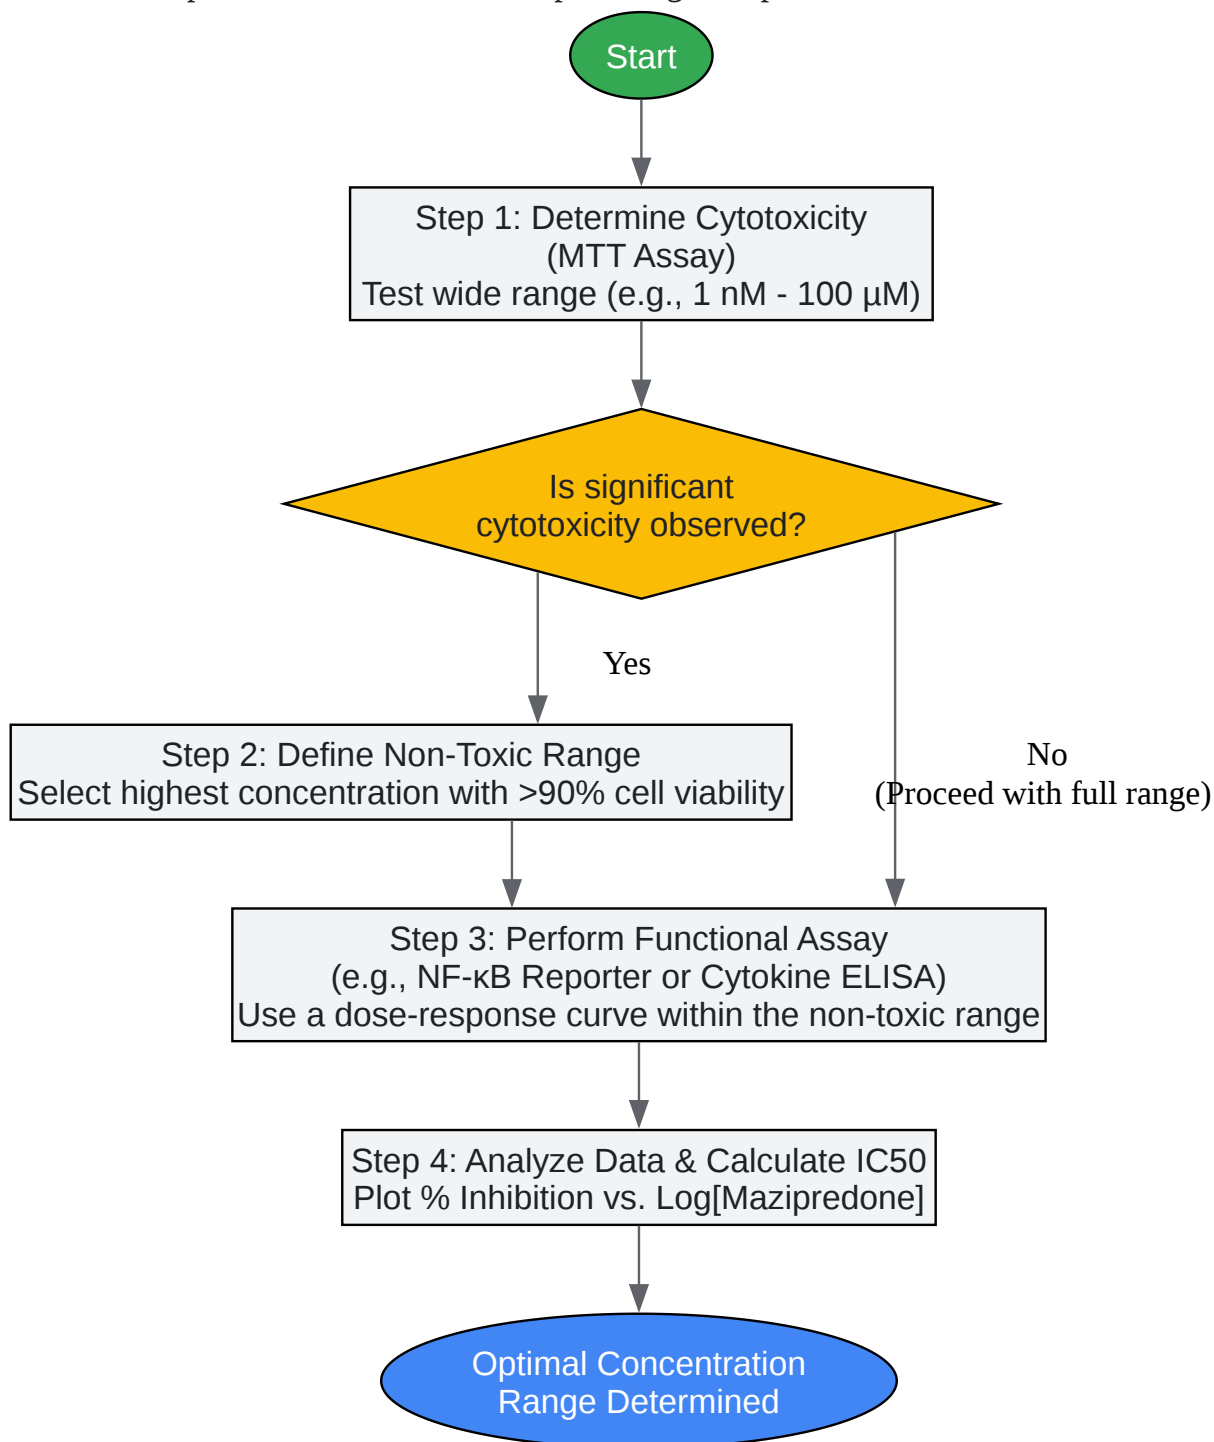 Start
Step 1: Determine Cytotoxicity
(MTT Assay)
Test wide range (e.g., 1 nM - 100 µM)
Is significant
cytotoxicity observed?
Yes
No
(Proceed with full range)
Step 2: Define Non-Toxic Range
Select highest concentration with >90% cell viability
Step 3: Perform Functional Assay
(e.g., NF-κB Reporter or Cytokine ELISA)
Use a dose-response curve within the non-toxic range
Step 4: Analyze Data & Calculate IC50
Plot % Inhibition vs. Log[Mazipredone]
Optimal Concentration
Range Determined